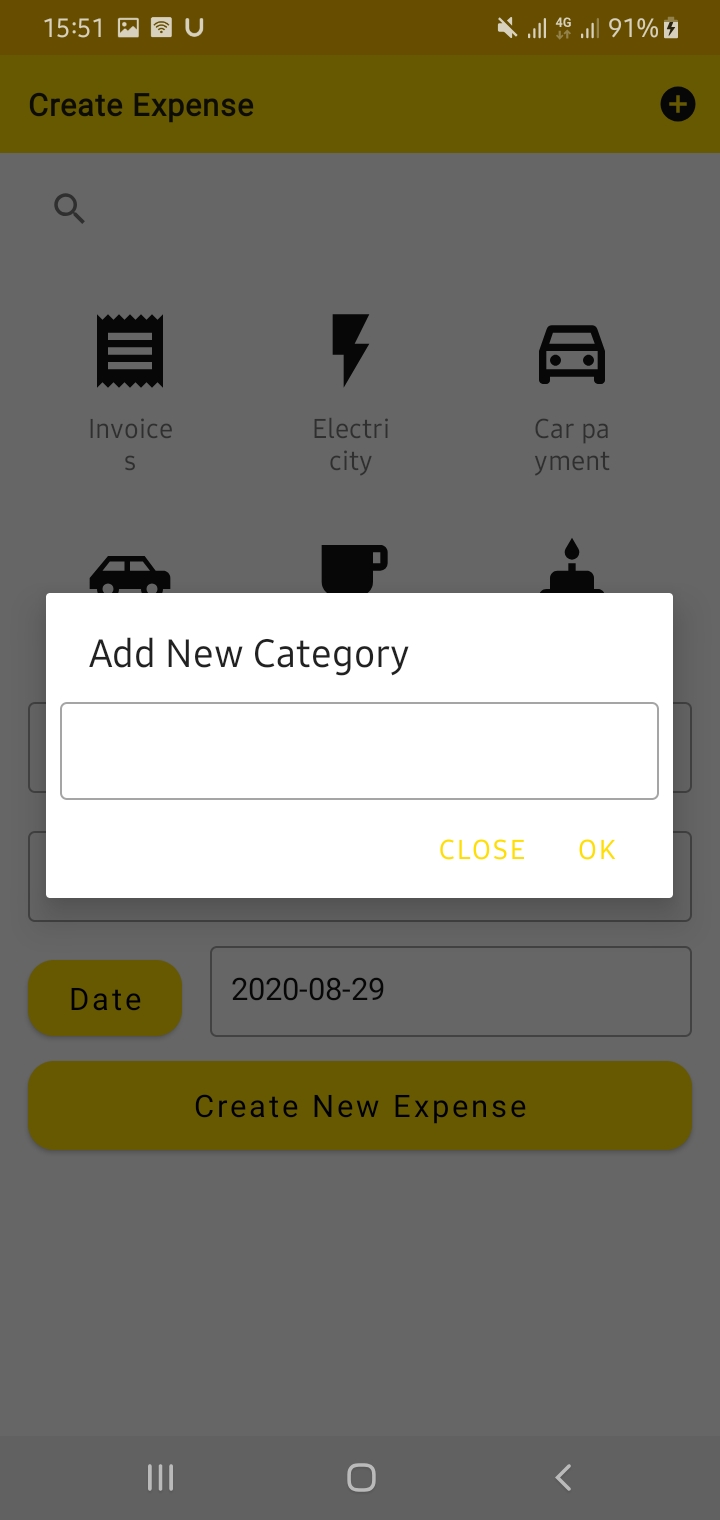 15:51
4G
91%
Create Expense
Invoice
s
Electri
city
Car pa
yment
Add New Category
CLOSE OK
Date
2020-08-29
Create New Expense